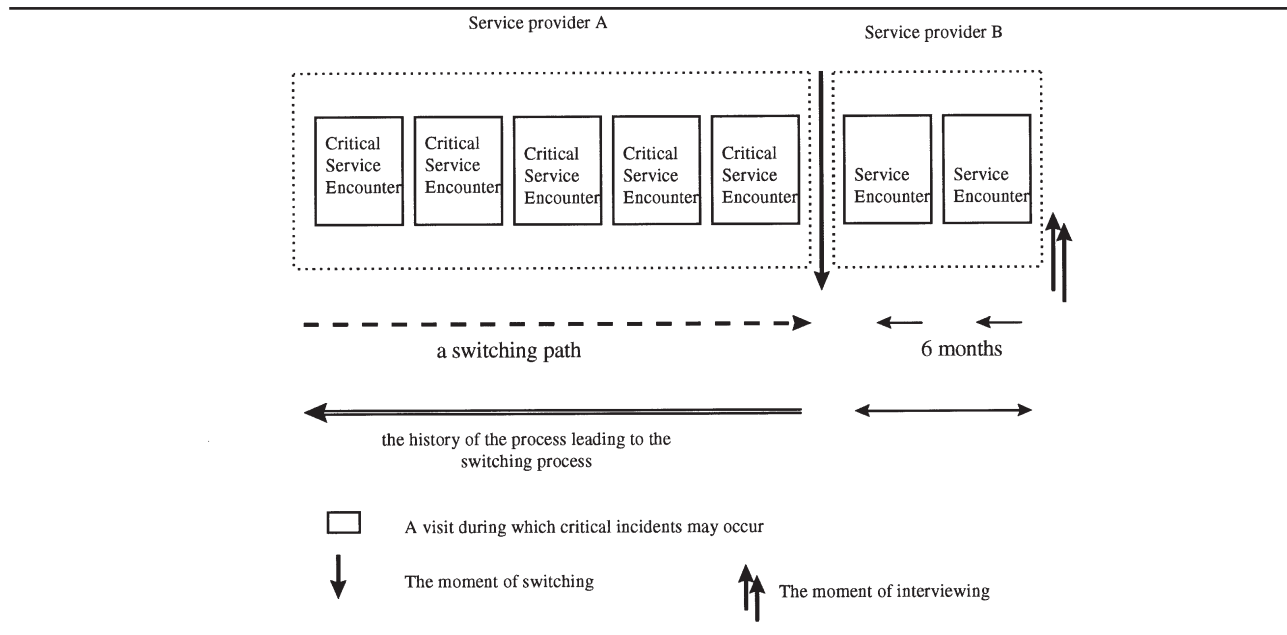 Service provider A
Service provider B
Critical
Service
Encounter
Critical
Service
Encounter
Critical
Service
Encounter
Critical
Service
Encounter
Critical
Service
Encounter
Service
Encounter
Service
Encounter
a switching path
6 months
the history of the process leading to the
switching process
A visit during which critical incidents may occur
The moment of switching
The moment of interviewing